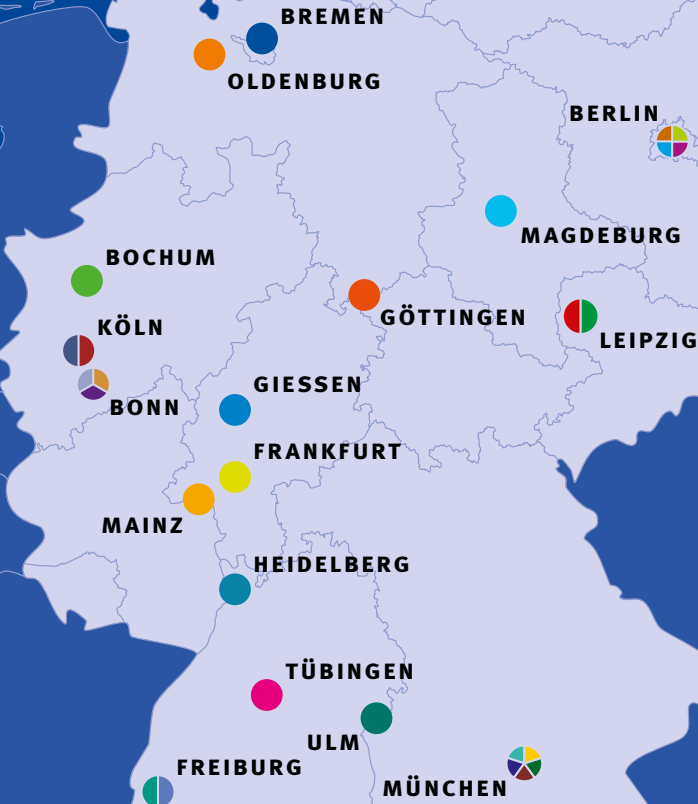 BREMEN
OLDENBURG
BERLIN
MAGDEBURG
BOCHUM
GÖTTINGEN
KÖLN
LEIPZIG
GIESSEN
BONN
FRANKFURT
MAINZ
HEIDELBERG
TÜBINGEN
ULM
FREIBURG
MÜNCHEN